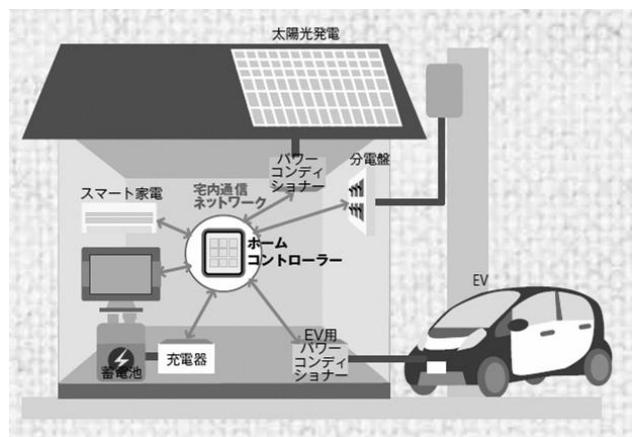 太陽光発電
パワー
コンディ
ショナー
分電盤
スマート家電
宅内通信
ネットワーク
ホーム
コントローラー
EV
EV用
パワー
コンディ
ショナー
充電器
蓄電池